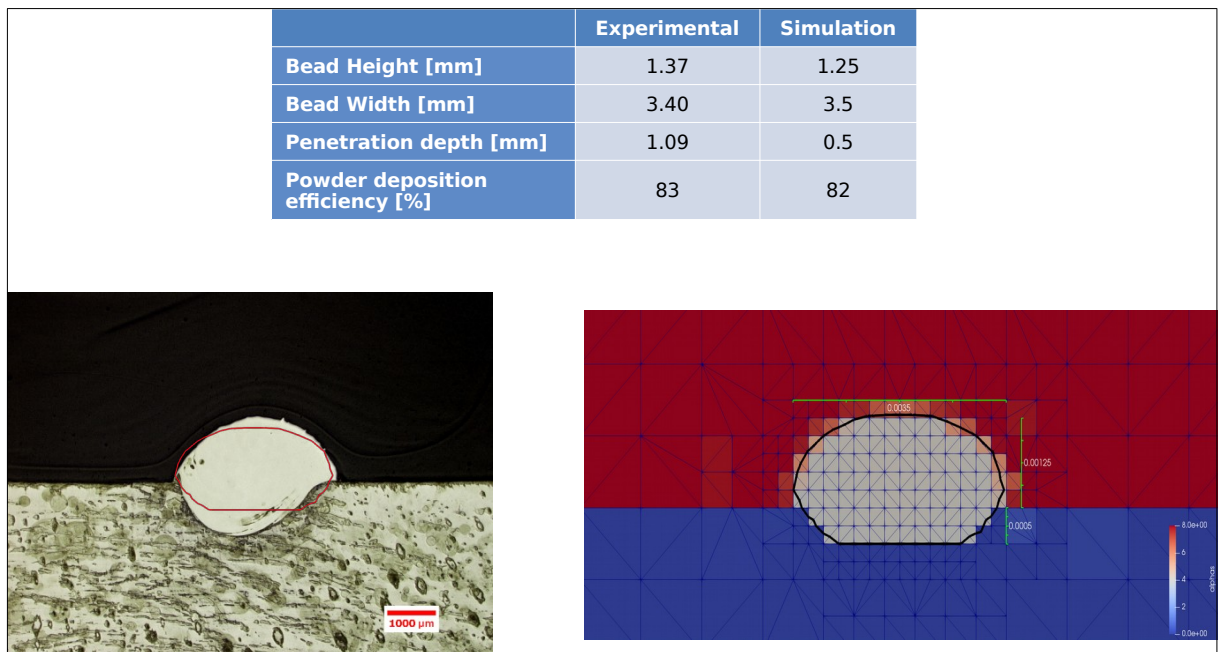 Experimental Simulation
Bead Height [mm] 1.37 1.25
Bead Width [mm] 3.40 3.5
Penetration depth [mm] 1.09 0.5
Powder deposition
efficiency [%] 83 82
0.0035
0.00125
0.0005
1000 µm
8.0e+00
6
4
2
0.0e+00
alphas